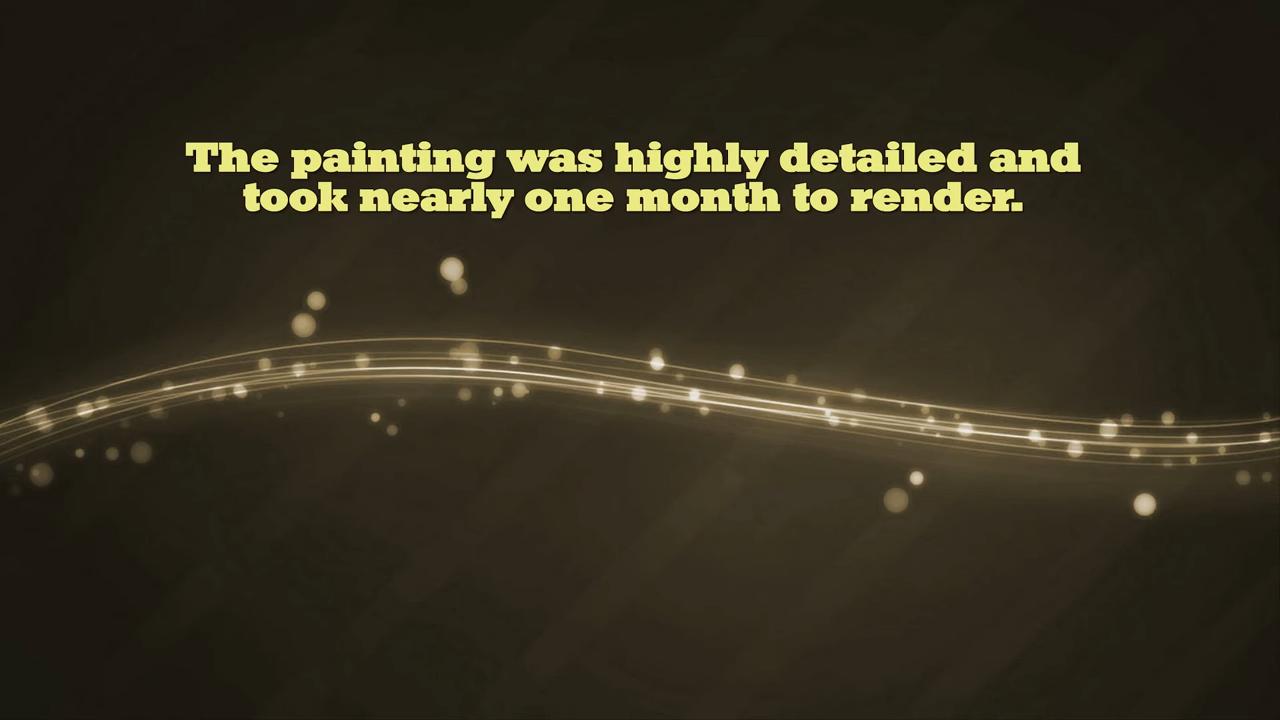 The painting was highly detailed and
took nearly one month to render.